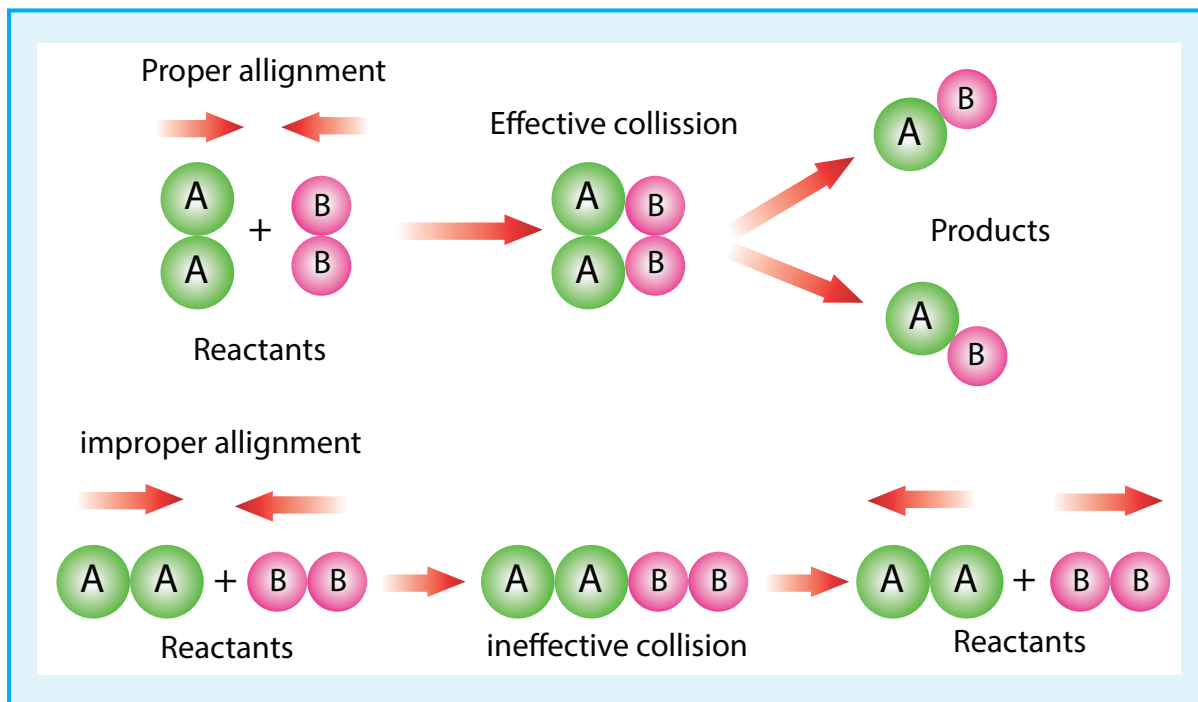 Proper allignment
Effective collission
A
B
A
B
+
A
B
A
B
A
B
Products
A
B
Reactants
improper allignment
A A + B B
A A B B
A A + B B
Reactants
ineffective collision
Reactants